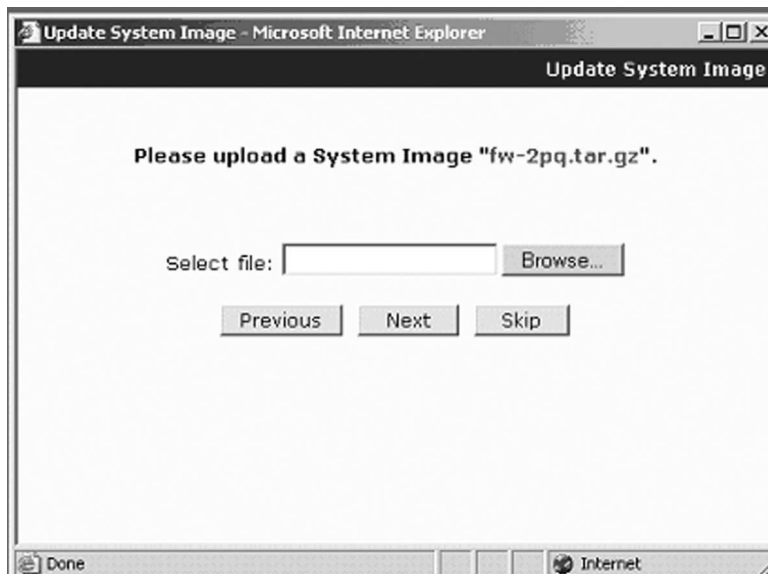 Update System Image - Microsoft Internet Explorer
Update System Image
Please upload a System Image "fw-2pq.tar.gz".
Select file: Browse...
Previous Next Skip
Done Internet